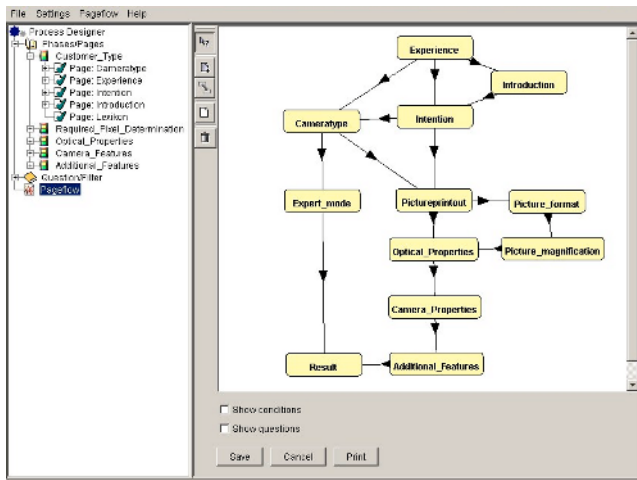 File Settings Pageflow Help
Process Designer
Phases/Pages
Customer_Type
Page: Cameratype
Page: Experience
Page: Intention
Page: Introduction
Page: Lexikon
Required_Pixel_Determination
Optical_Properties
Camera_Features
Additional_Features
Question/Filter
Pageflow
Experience
Introduction
Cameratype
Intention
Expert_mode
Pictureprintout
Picture_format
Optical_Properties
Picture_magnification
Camera_Properties
Result
Additional_Features
Show conditions
Show questions
Save Cancel Print